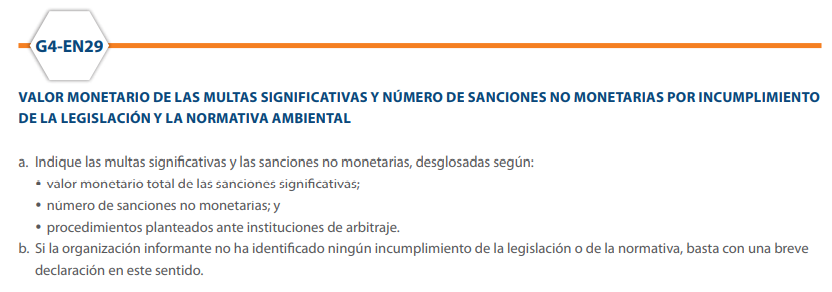 G4-EN29
VALOR MONETARIO DE LAS MULTAS SIGNIFICATIVAS Y NÚMERO DE SANCIONES NO MONETARIAS POR INCUMPLIMIENTO
DE LA LEGISLACIÓN Y LA NORMATIVA AMBIENTAL
a. Indique las multas significativas y las sanciones no monetarias, desglosadas según:
• valor monetario total de las sanciones significativas;
• número de sanciones no monetarias; y
• procedimientos planteados ante instituciones de arbitraje.
b. Si la organización informante no ha identificado ningún incumplimiento de la legislación o de la normativa, basta con una breve
declaración en este sentido.